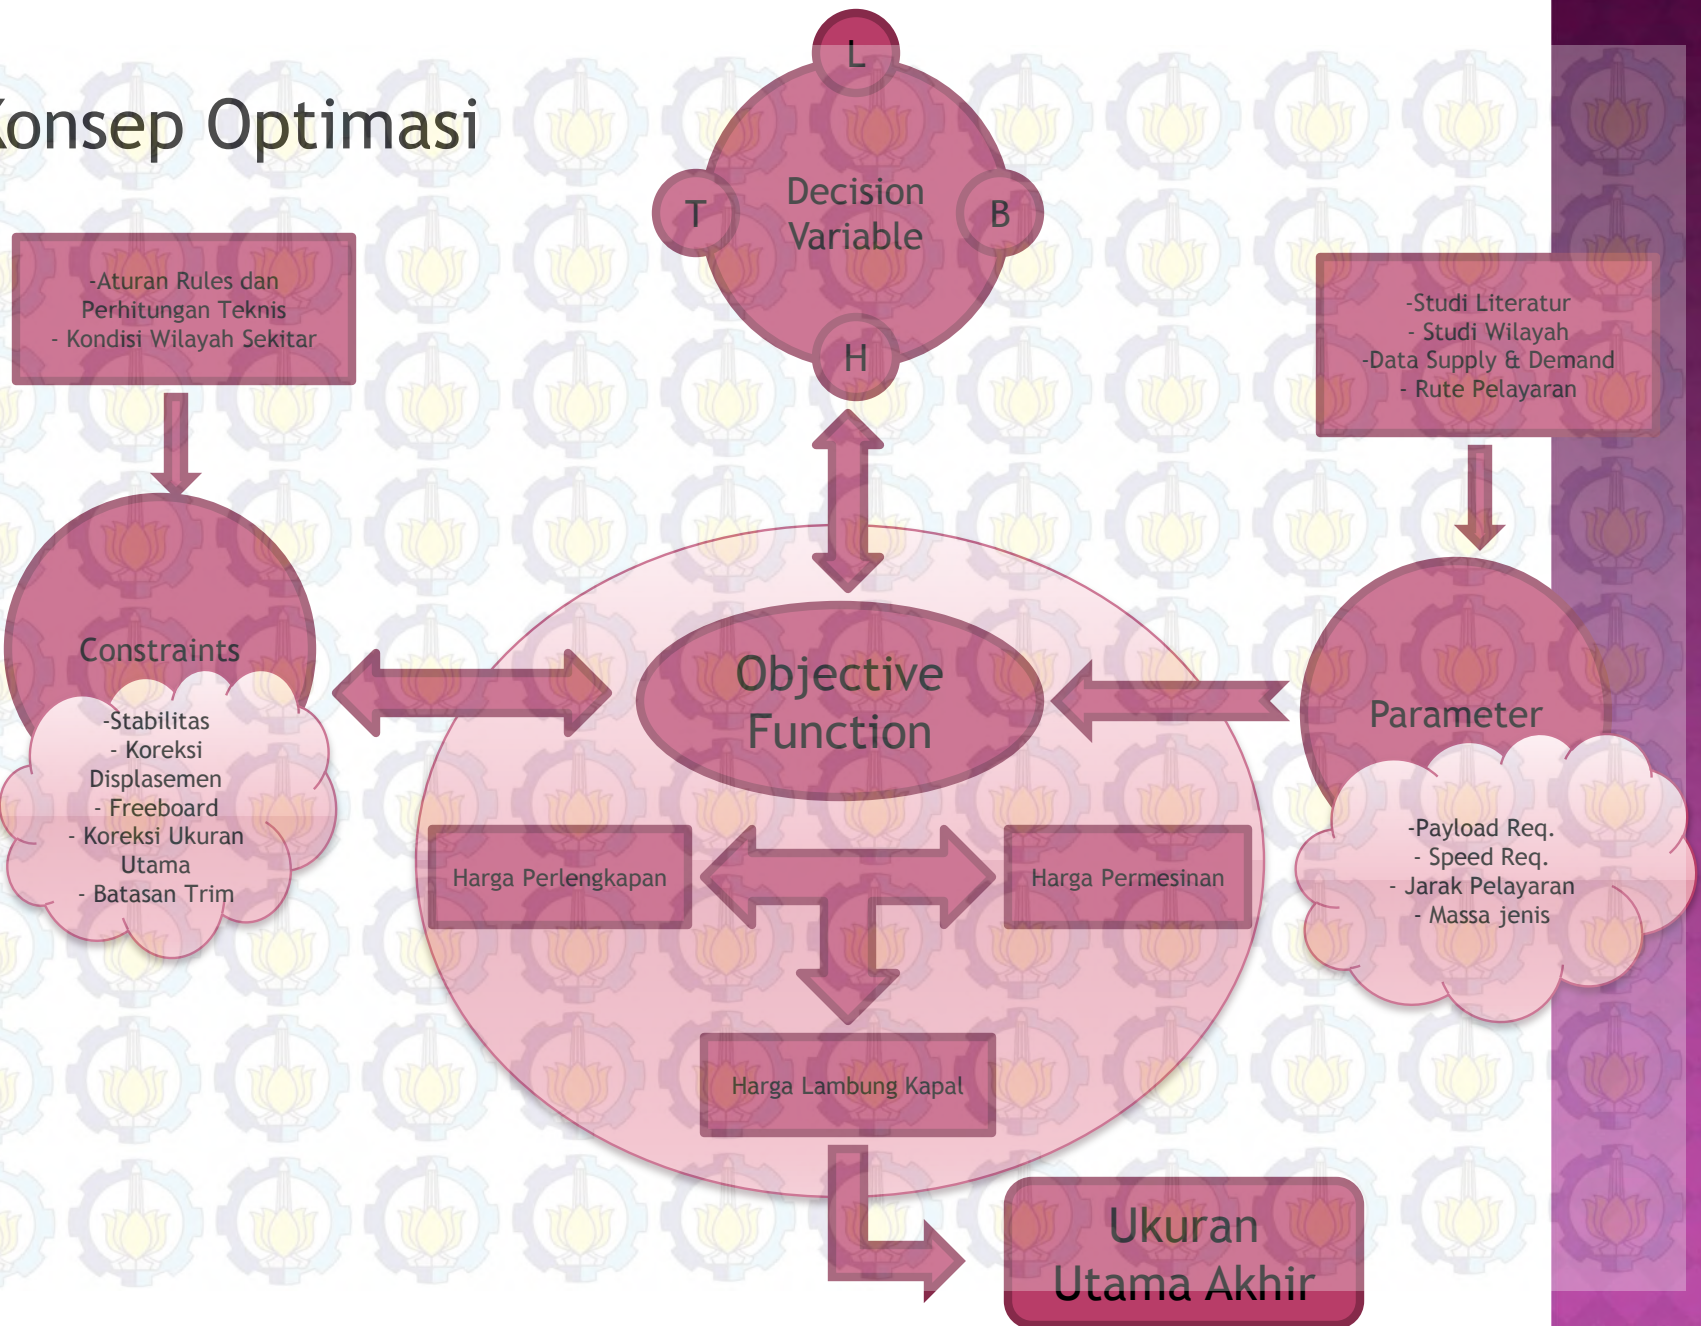 Konsep Optimasi
L
Decision
Variable
T
B
H
-Aturan Rules dan
Perhitungan Teknis
- Kondisi Wilayah Sekitar
-Studi Literatur
- Studi Wilayah
-Data Supply & Demand
- Rute Pelayaran
Constraints
-Stabilitas
- Koreksi
Displasemen
- Freeboard
- Koreksi Ukuran
Utama
- Batasan Trim
Objective
Function
Parameter
-Payload Req.
- Speed Req.
- Jarak Pelayaran
- Massa jenis
Harga Perlengkapan
Harga Permesinan
Harga Lambung Kapal
Ukuran
Utama Akhir